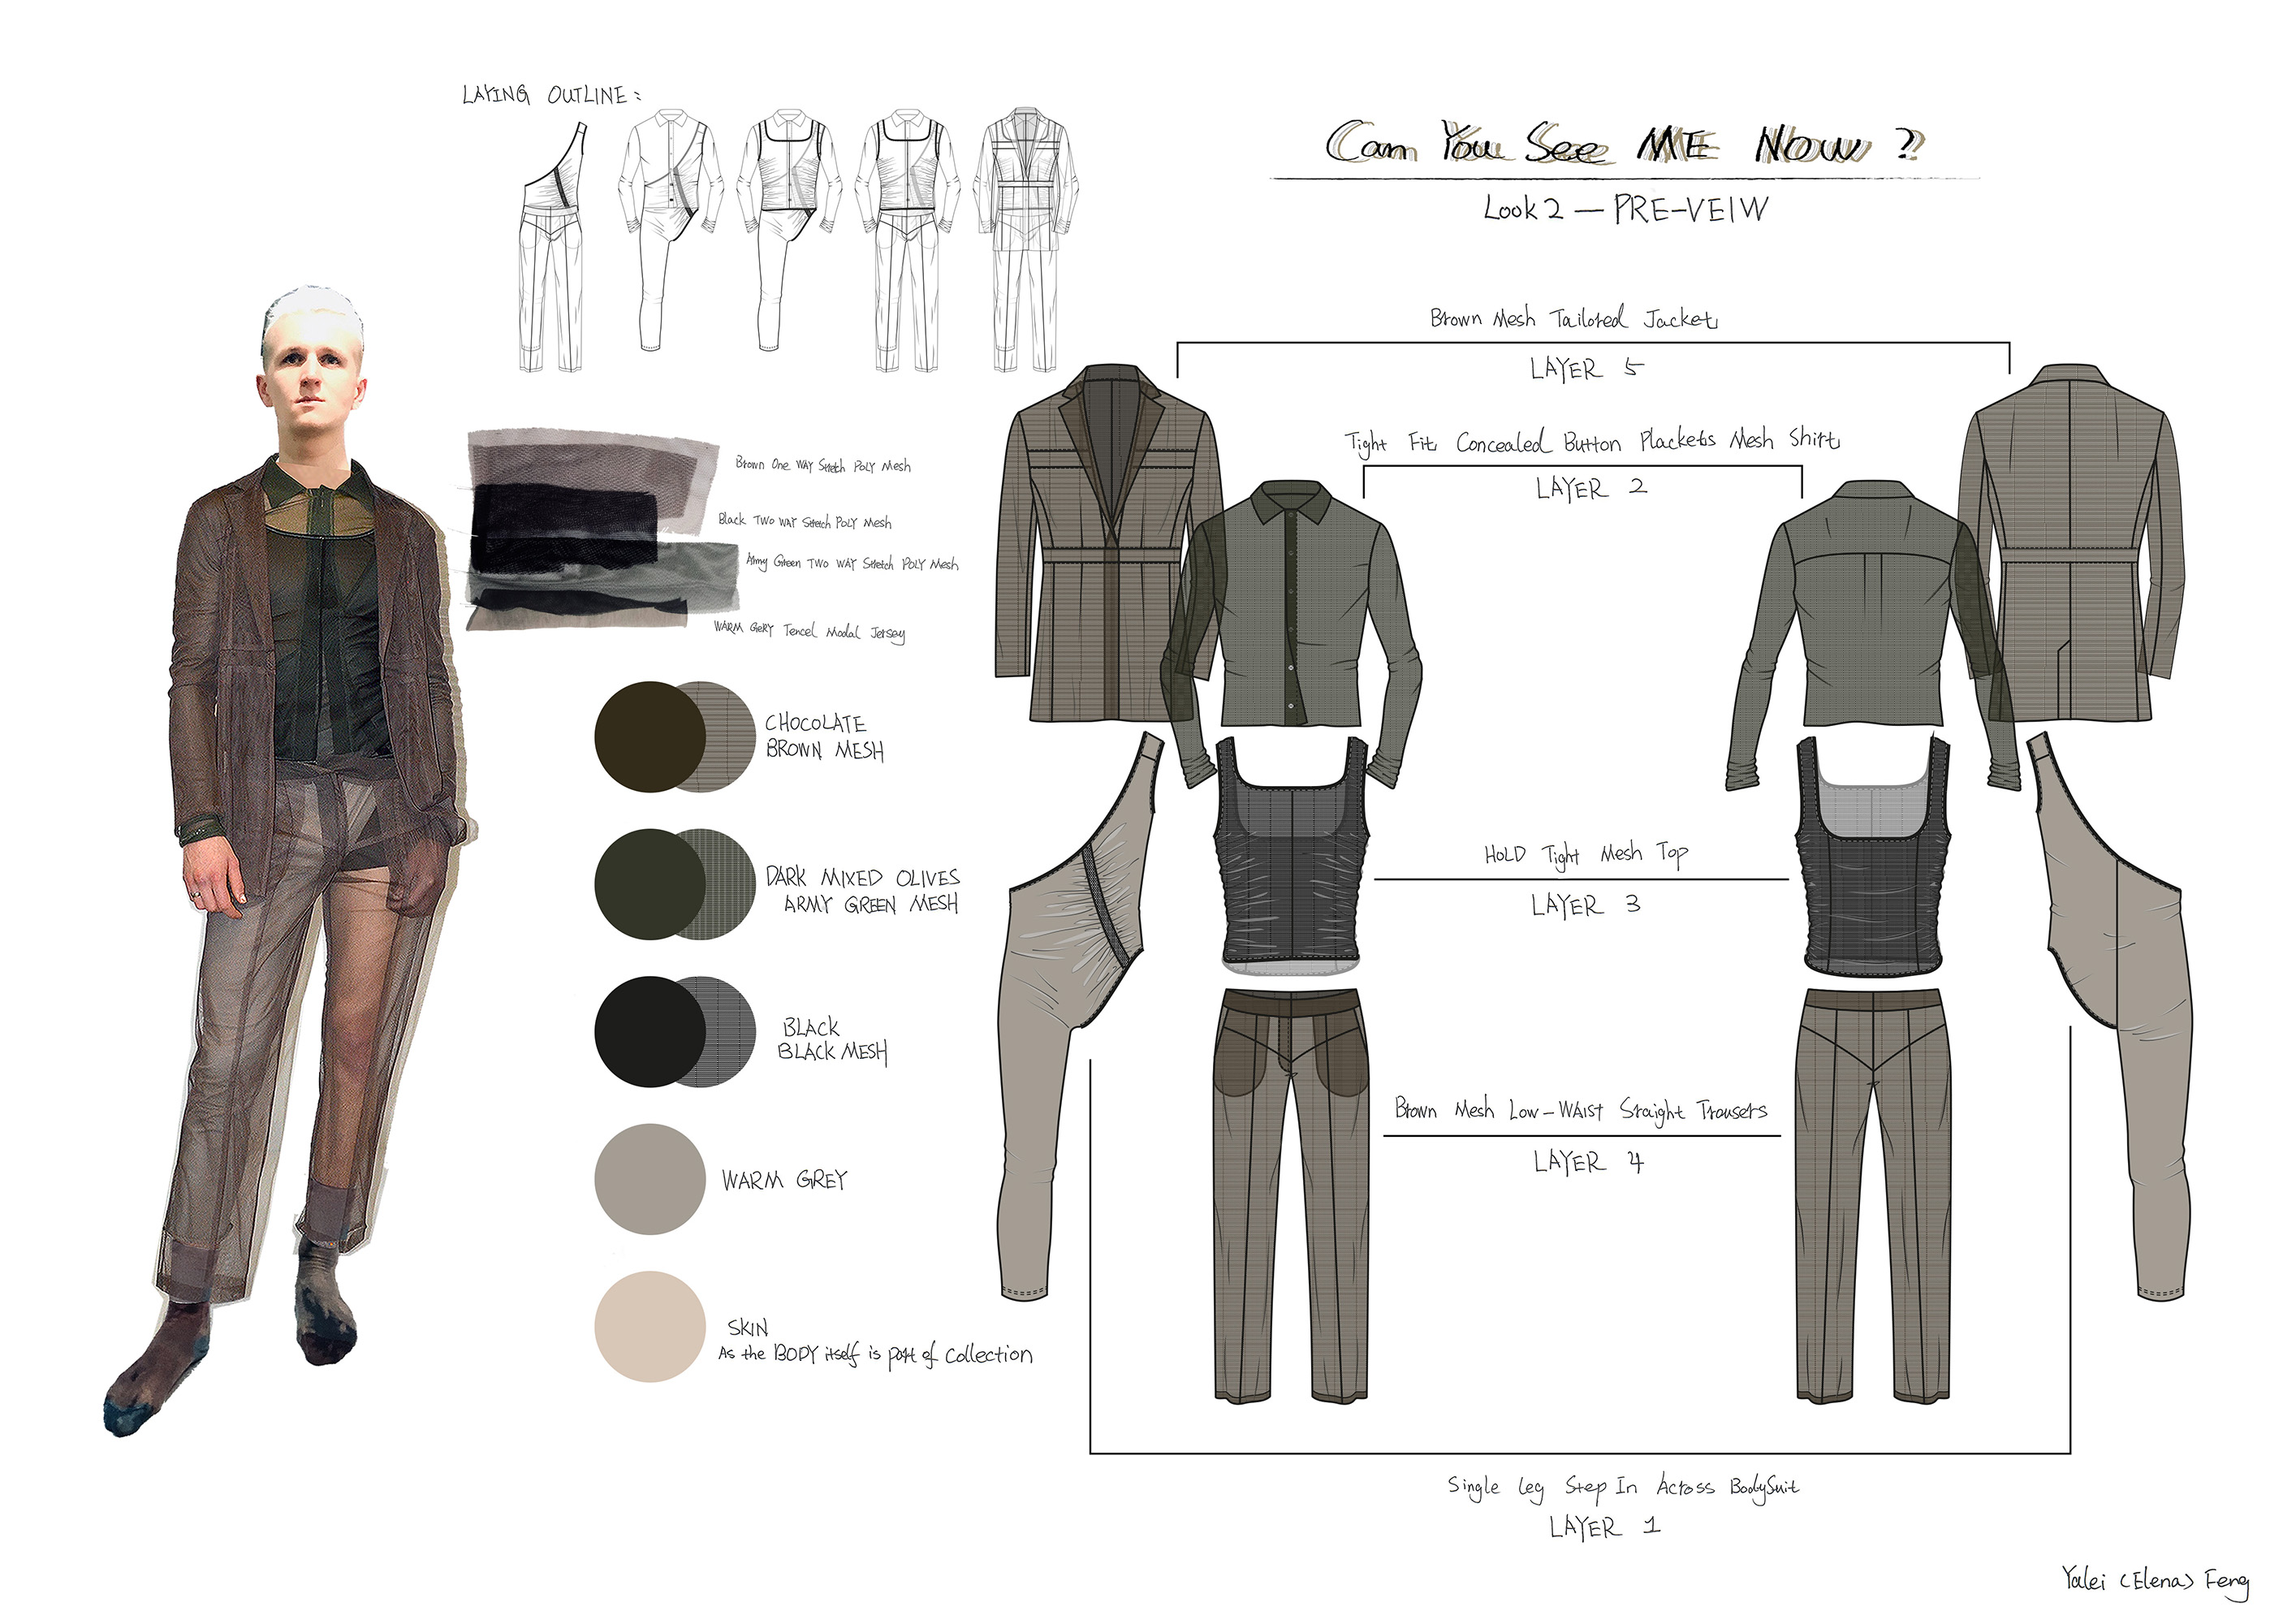 LAYING OUTLINE:
Can You See ME Now ?
Look 2 — PRE-VEIW
Brown Mesh Tailored Jacket
LAYER 5
Tight Fit Concealed Button Plackets Mesh Shirt
LAYER 2
Brown One WAY Stretch POLY Mesh
Black TWO WAY Stretch POLY Mesh
Army Green TWO WAY Stretch POLY Mesh
WARM GRERY Tencel Modal Jersey
CHOCOLATE
BROWN MESH
DARK MIXED OLIVES
ARMY GREEN MESH
BLACK
BLACK MESH
WARM GREY
SKIN
As the BODY itself is part of Collection
HOLD Tight Mesh Top
LAYER 3
Brown Mesh Low-WAIST Straight Trousers
LAYER 4
Single Leg Step In Across BodySuit
LAYER 1
Yalei (Elena) Feng